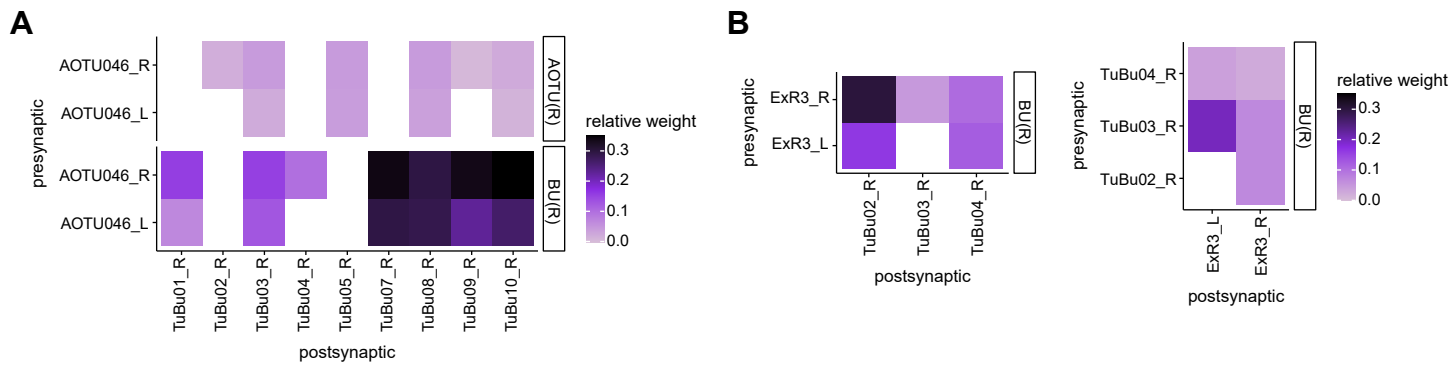 A
presynaptic
AOTU046_R
AOTU046_L
AOTU(R)
AOTU046_R
AOTU046_L
BU(R)
TuBu01_R
TuBu02_R
TuBu03_R
TuBu04_R
TuBu05_R
TuBu07_R
TuBu08_R
TuBu09_R
TuBu10_R
postsynaptic
relative weight
0.3
0.2
0.1
0.0
B
presynaptic
ExR3_R
ExR3_L
BU(R)
TuBu02_R
TuBu03_R
TuBu04_R
postsynaptic
presynaptic
TuBu04_R
TuBu03_R
TuBu02_R
BU(R)
ExR3_L
ExR3_R
postsynaptic
relative weight
0.3
0.2
0.1
0.0